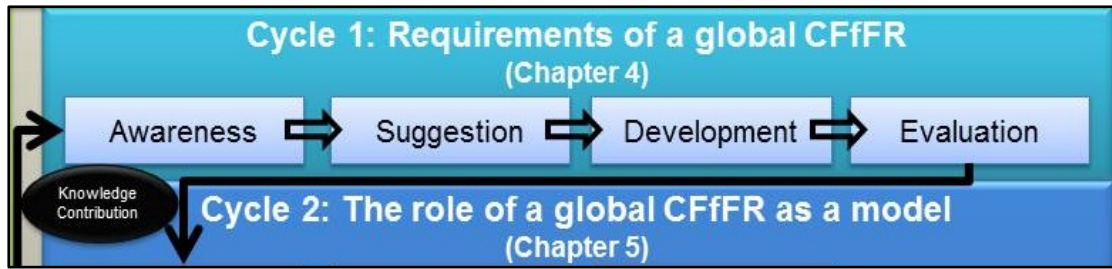 Cycle 1: Requirements of a global CFfFR
(Chapter 4)
Awareness
Suggestion
Development
Evaluation
Knowledge
Contribution
Cycle 2: The role of a global CFfFR as a model
(Chapter 5)